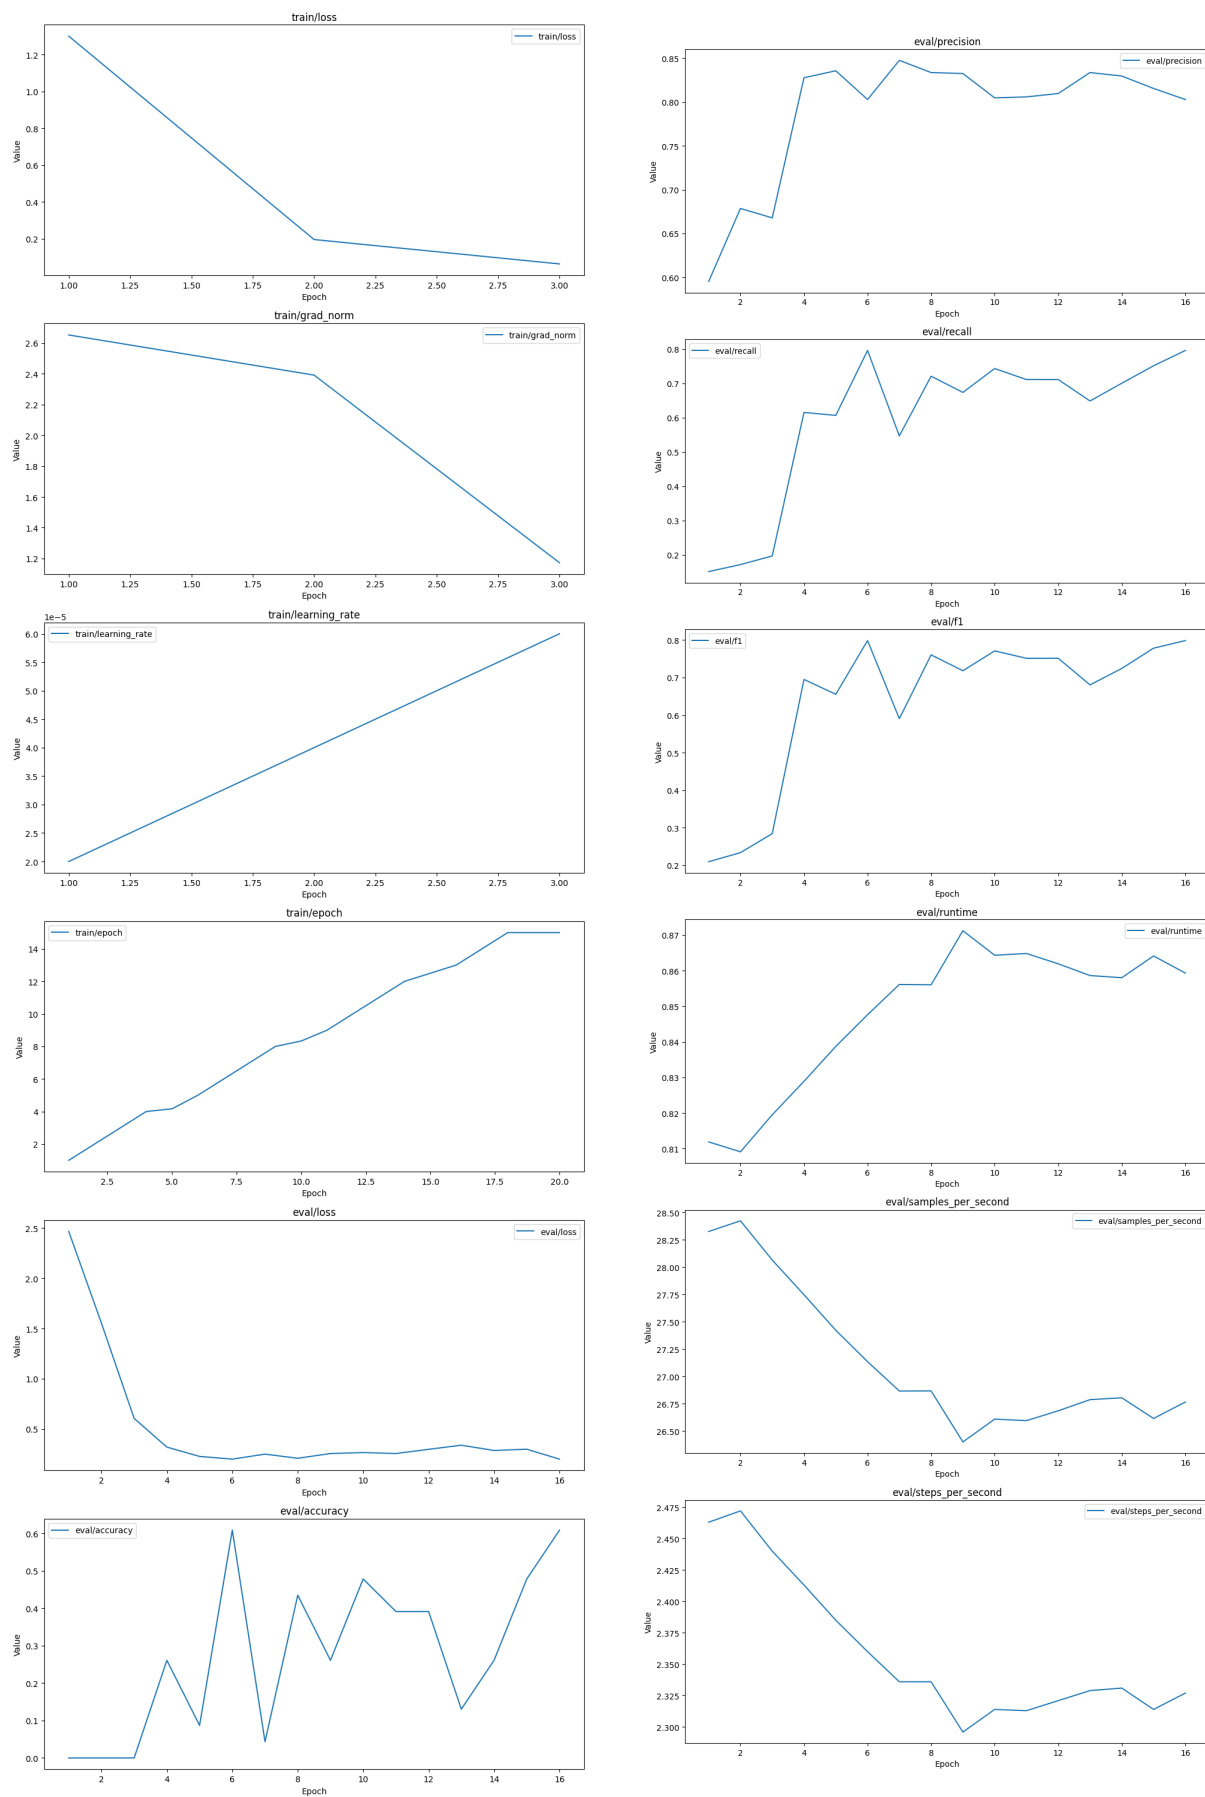 train/loss
train/loss
1.2
1.0
0.8
0.6
0.4
0.2
Value
1.00 1.25 1.50 1.75 2.00 2.25 2.50 2.75 3.00
Epoch
train/grad_norm
train/grad_norm
2.6
2.4
2.2
2.0
1.8
1.6
1.4
1.2
Value
1.00 1.25 1.50 1.75 2.00 2.25 2.50 2.75 3.00
Epoch
train/learning_rate
1e−5
train/learning_rate
6.0
5.5
5.0
4.5
4.0
3.5
3.0
2.5
2.0
Value
1.00 1.25 1.50 1.75 2.00 2.25 2.50 2.75 3.00
Epoch
train/epoch
train/epoch
14
12
10
8
6
4
2
Value
2.5 5.0 7.5 10.0 12.5 15.0 17.5 20.0
Epoch
eval/loss
eval/loss
2.5
2.0
1.5
1.0
0.5
Value
2 4 6 8 10 12 14 16
Epoch
eval/accuracy
eval/accuracy
0.6
0.5
0.4
0.3
0.2
0.1
0.0
Value
2 4 6 8 10 12 14 16
Epoch
eval/precision
eval/precision
0.85
0.80
0.75
0.70
0.65
0.60
Value
2 4 6 8 10 12 14 16
Epoch
eval/recall
eval/recall
0.8
0.7
0.6
0.5
0.4
0.3
0.2
Value
2 4 6 8 10 12 14 16
Epoch
eval/f1
eval/f1
0.8
0.7
0.6
0.5
0.4
0.3
0.2
Value
2 4 6 8 10 12 14 16
Epoch
eval/runtime
eval/runtime
0.87
0.86
0.85
0.84
0.83
0.82
0.81
Value
2 4 6 8 10 12 14 16
Epoch
eval/samples_per_second
eval/samples_per_second
28.50
28.25
28.00
27.75
27.50
27.25
27.00
26.75
26.50
Value
2 4 6 8 10 12 14 16
Epoch
eval/steps_per_second
eval/steps_per_second
2.475
2.450
2.425
2.400
2.375
2.350
2.325
2.300
Value
2 4 6 8 10 12 14 16
Epoch